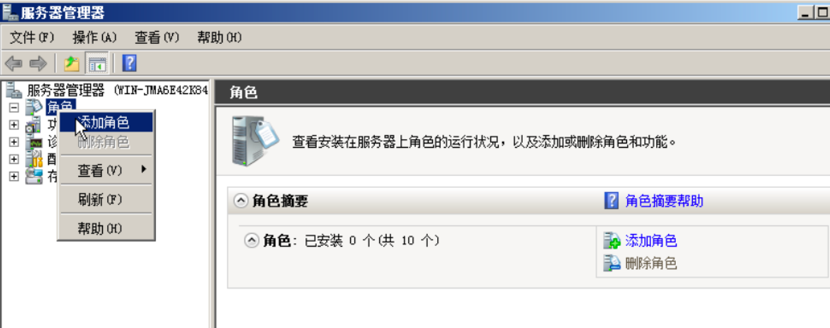 服务器管理器
文件(F) 操作(A) 查看(V) 帮助(H)
服务器管理器 (WIN-JMA6E42K84
角色
添加角色
删除角色
查看(V)
刷新(F)
帮助(H)
功
诊
配
存
角色
查看安装在服务器上角色的运行状况，以及添加或删除角色和功能。
角色摘要
角色摘要帮助
角色: 已安装 0 个(共 10 个)
添加角色
删除角色